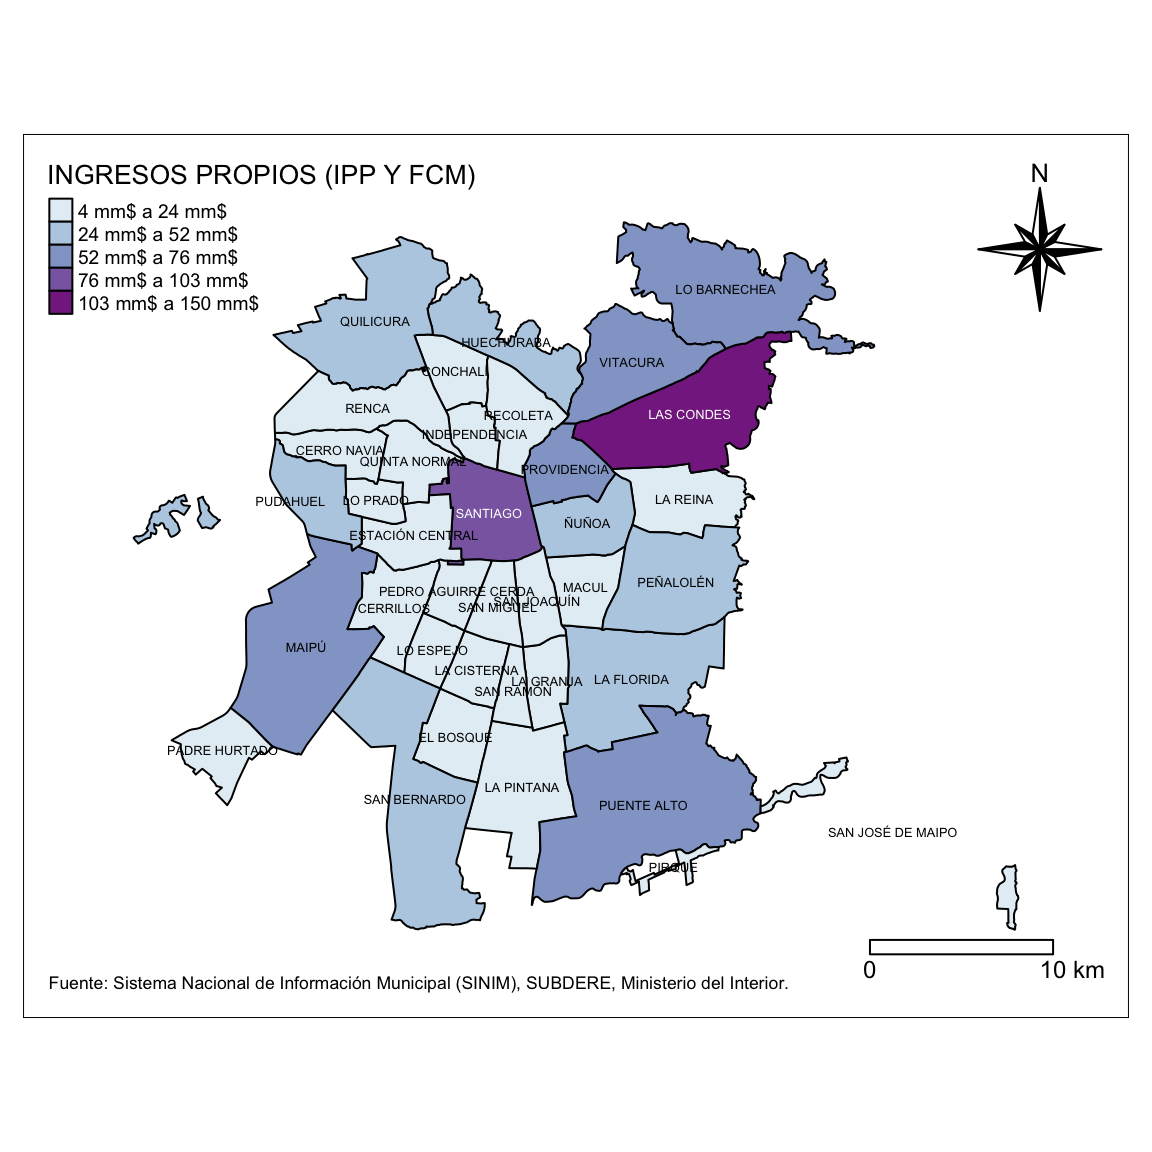 INGRESOS PROPIOS (IPP Y FCM)
4 mm$ a 24 mm$
24 mm$ a 52 mm$
52 mm$ a 76 mm$
76 mm$ a 103 mm$
103 mm$ a 150 mm$
N
LO BARNECHEA
QUILICURA
HUECHURABA
VITACURA
CONCHALÍ
RENCA
RECOLETA
LAS CONDES
INDEPENDENCIA
CERRO NAVIA
QUINTA NORMAL
PROVIDENCIA
PUDAHUEL
LO PRADO
LA REINA
SANTIAGO
ÑUÑOA
ESTACIÓN CENTRAL
PEÑALOLÉN
MACUL
PEDRO AGUIRRE CERDA
SAN JOAQUÍN
CERRILLOS
SAN MIGUEL
MAIPÚ
LO ESPEJO
LA CISTERNA
LA GRANJA
LA FLORIDA
SAN RAMÓN
EL BOSQUE
PADRE HURTADO
LA PINTANA
SAN BERNARDO
PUENTE ALTO
SAN JOSÉ DE MAIPO
PIRQUE
0 10 km
Fuente: Sistema Nacional de Información Municipal (SINIM), SUBDERE, Ministerio del Interior.